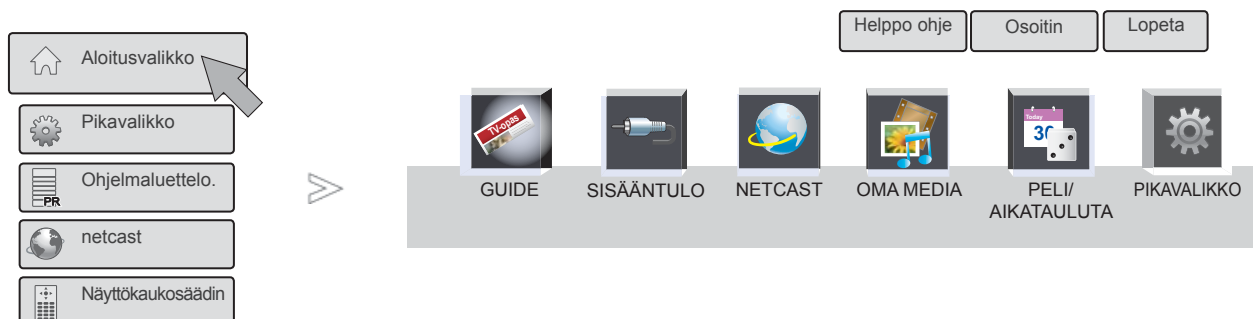 Aloitusvalikko
Pikavalikko
Ohjelmaluettelo.
PR
netcast
Näyttökaukosäädin
Helppo ohje
Osoitin
Lopeta
TV-opas
Today
30
GUIDE
SISÄÄNTULO
NETCAST
OMA MEDIA
PELI/
AIKATAULUTA
PIKAVALIKKO